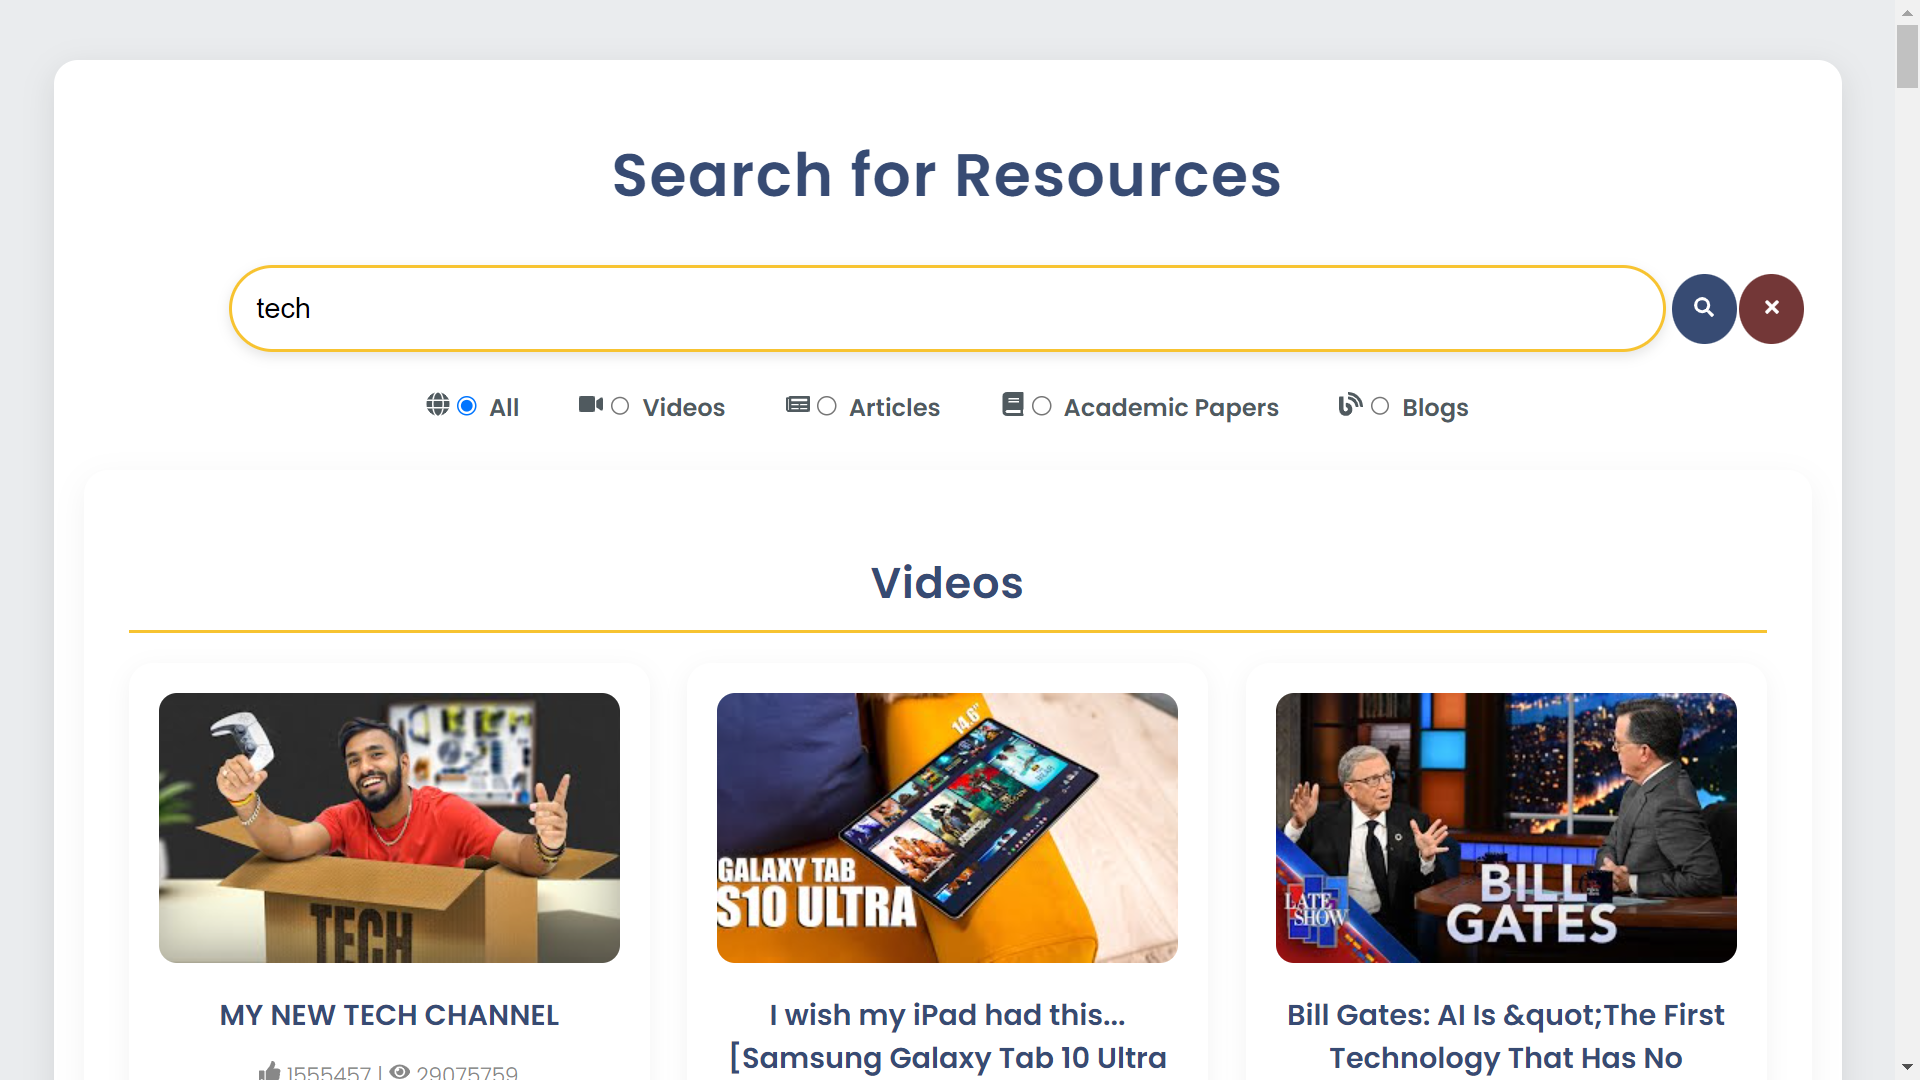 Search for Resources
tech
All Videos Articles Academic Papers Blogs
Videos
TECH
MY NEW TECH CHANNEL
1555457 | 29075759
14.6"
GALAXY TAB
S10 ULTRA
I wish my iPad had this...
[Samsung Galaxy Tab 10 Ultra
LATE
SHOW
BILL
GATES
Bill Gates: AI Is &quot;The First
Technology That Has No